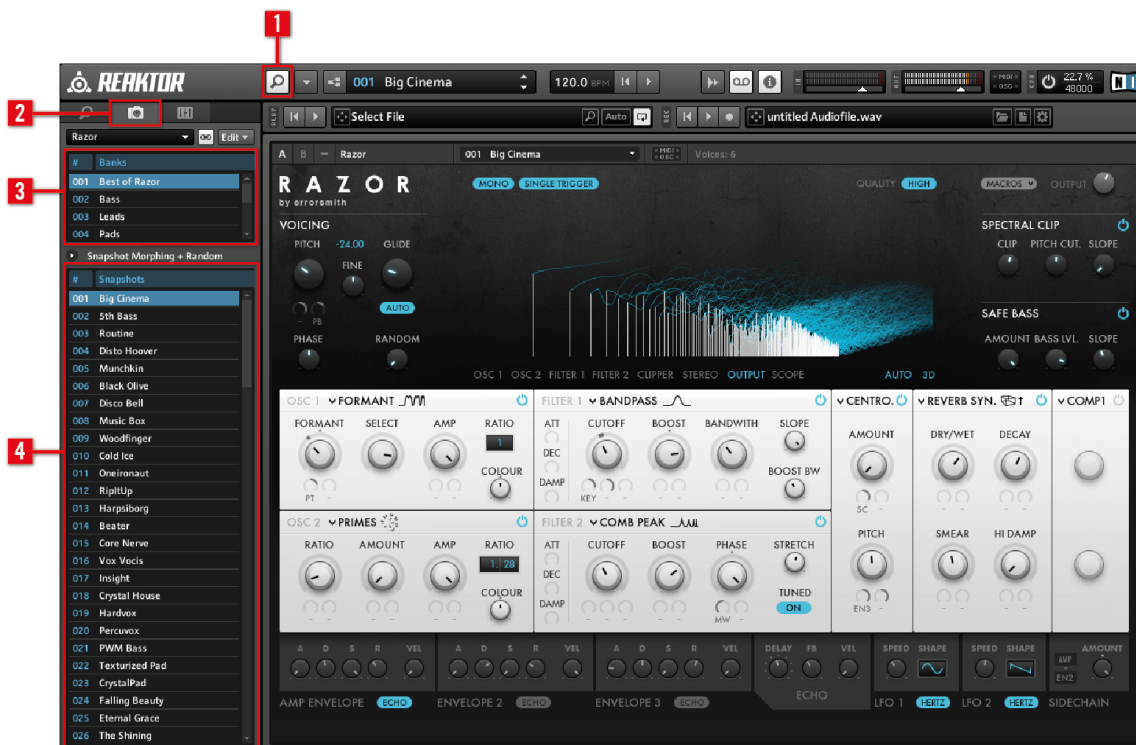 1
REAKTOR
001 Big Cinema
120.0 BPM
MIDI
OSC
22.7 %
48000
2
PLAY
Select File
Auto
REC
untitled Audiofile.wav
Razor
Edit
A B Razor
001 Big Cinema
MIDI
OSC
Voices: 6
3
# Banks
001 Best of Razor
002 Bass
003 Leads
004 Pads
Snapshot Morphing + Random
4
# Snapshots
001 Big Cinema
002 5th Bass
003 Routine
004 Disto Hoover
005 Munchkin
006 Black Olive
007 Disco Bell
008 Music Box
009 Woodfinger
010 Cold Ice
011 Oneironaut
012 RipItUp
013 Harpsiborg
014 Beater
015 Core Nerve
016 Vox Vocis
017 Insight
018 Crystal House
019 Hardvox
020 Percuvox
021 PWM Bass
022 Texturized Pad
023 CrystalPad
024 Falling Beauty
025 Eternal Grace
026 The Shining
RAZOR
by errorsmith
MONO SINGLE TRIGGER
QUALITY HIGH
MACROS OUTPUT
VOICING
PITCH -24.00 GLIDE
FINE
AUTO
- PB
PHASE RANDOM
SPECTRAL CLIP
CLIP PITCH CUT. SLOPE
SAFE BASS
AMOUNT BASS LVL. SLOPE
OSC 1 OSC 2 FILTER 1 FILTER 2 CLIPPER STEREO OUTPUT SCOPE
AUTO 3D
OSC 1 FORMANT
FORMANT SELECT AMP RATIO
1
COLOUR
PT - - -
FILTER 1 BANDPASS
ATT CUTOFF BOOST BANDWITH SLOPE
DEC
DAMP
BOOST BW
KEY - - - - -
CENTRO.
AMOUNT
SC -
PITCH
EN3 -
REVERB SYN.
DRY/WET DECAY
- - - -
SMEAR HI DAMP
- - - -
COMP1
OSC 2 PRIMES
RATIO AMOUNT AMP RATIO
1. 28
COLOUR
- - - - - -
FILTER 2 COMB PEAK
ATT CUTOFF BOOST PHASE STRETCH
DEC
DAMP
TUNED
ON
- - - - MW -
A D S R VEL
AMP ENVELOPE ECHO
A D S R VEL
ENVELOPE 2 ECHO
A D S R VEL
ENVELOPE 3 ECHO
DELAY FB VEL
ECHO
SPEED SHAPE
LFO 1 HERTZ
SPEED SHAPE
LFO 2 HERTZ
AMP
EN2
AMOUNT
SIDECHAIN